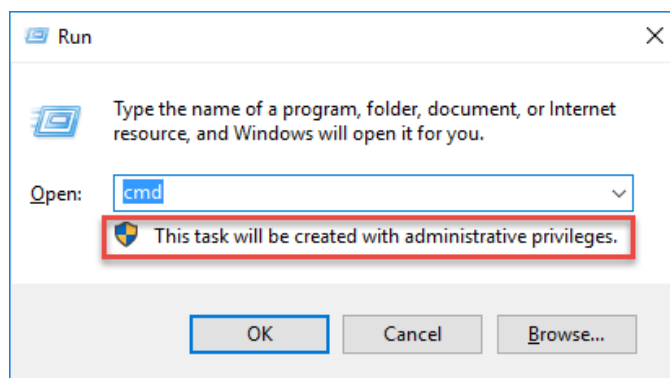 Run
Type the name of a program, folder, document, or Internet
resource, and Windows will open it for you.
Open: cmd
This task will be created with administrative privileges.
OK Cancel Browse...